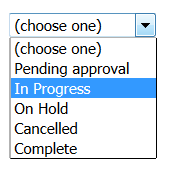 (choose one)
(choose one)
Pending approval
In Progress
On Hold
Cancelled
Complete